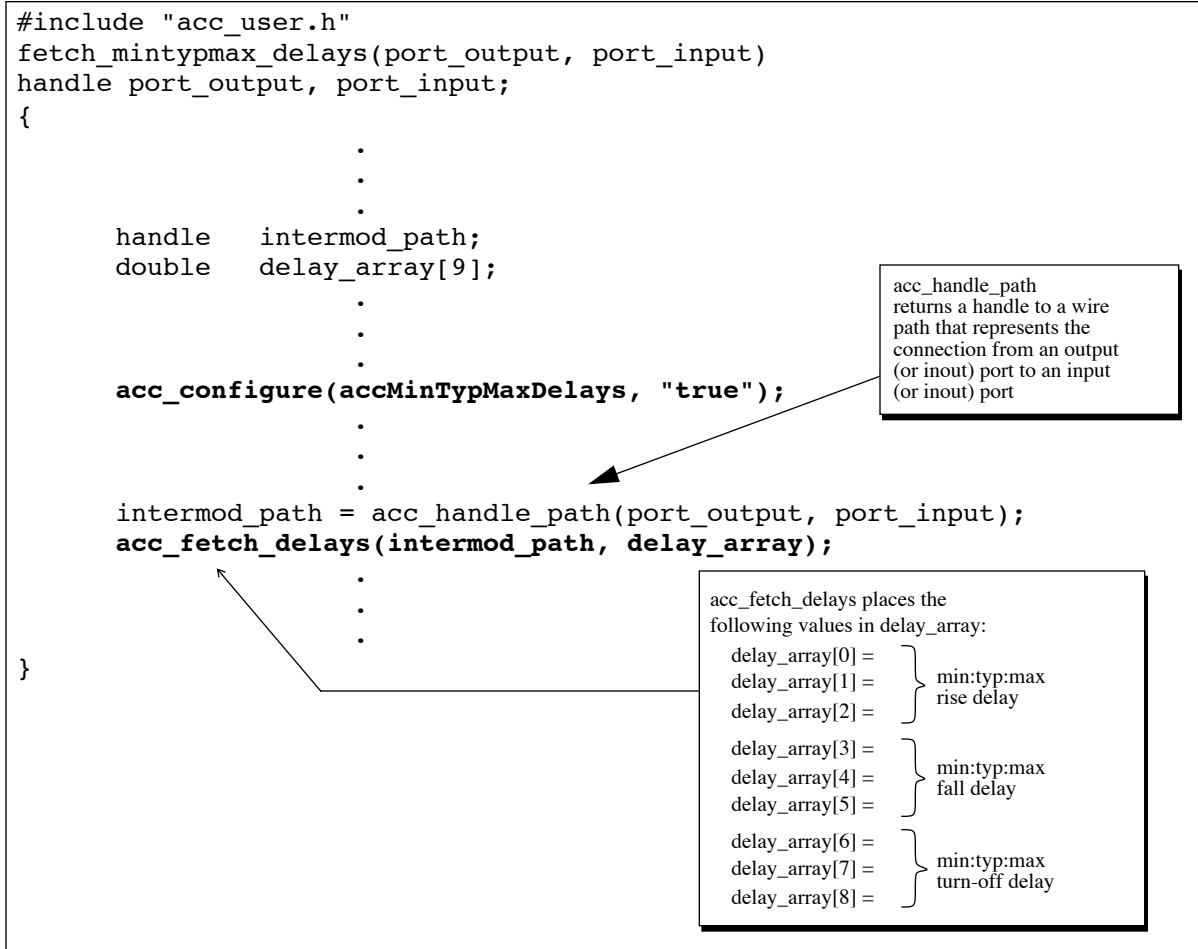 #include "acc_user.h"
fetch_mintypmax_delays(port_output, port_input)
handle port_output, port_input;
{
.
.
.
handle   intermod_path;
double   delay_array[9];
.
.
.
acc_configure(accMinTypMaxDelays, "true");
.
.
.
intermod_path = acc_handle_path(port_output, port_input);
acc_fetch_delays(intermod_path, delay_array);
.
.
.
}
acc_handle_path
returns a handle to a wire
path that represents the
connection from an output
(or inout) port to an input
(or inout) port
acc_fetch_delays places the
following values in delay_array:
delay_array[0] =
delay_array[1] =
delay_array[2] =
min:typ:max
rise delay
delay_array[3] =
delay_array[4] =
delay_array[5] =
min:typ:max
fall delay
delay_array[6] =
delay_array[7] =
delay_array[8] =
min:typ:max
turn-off delay